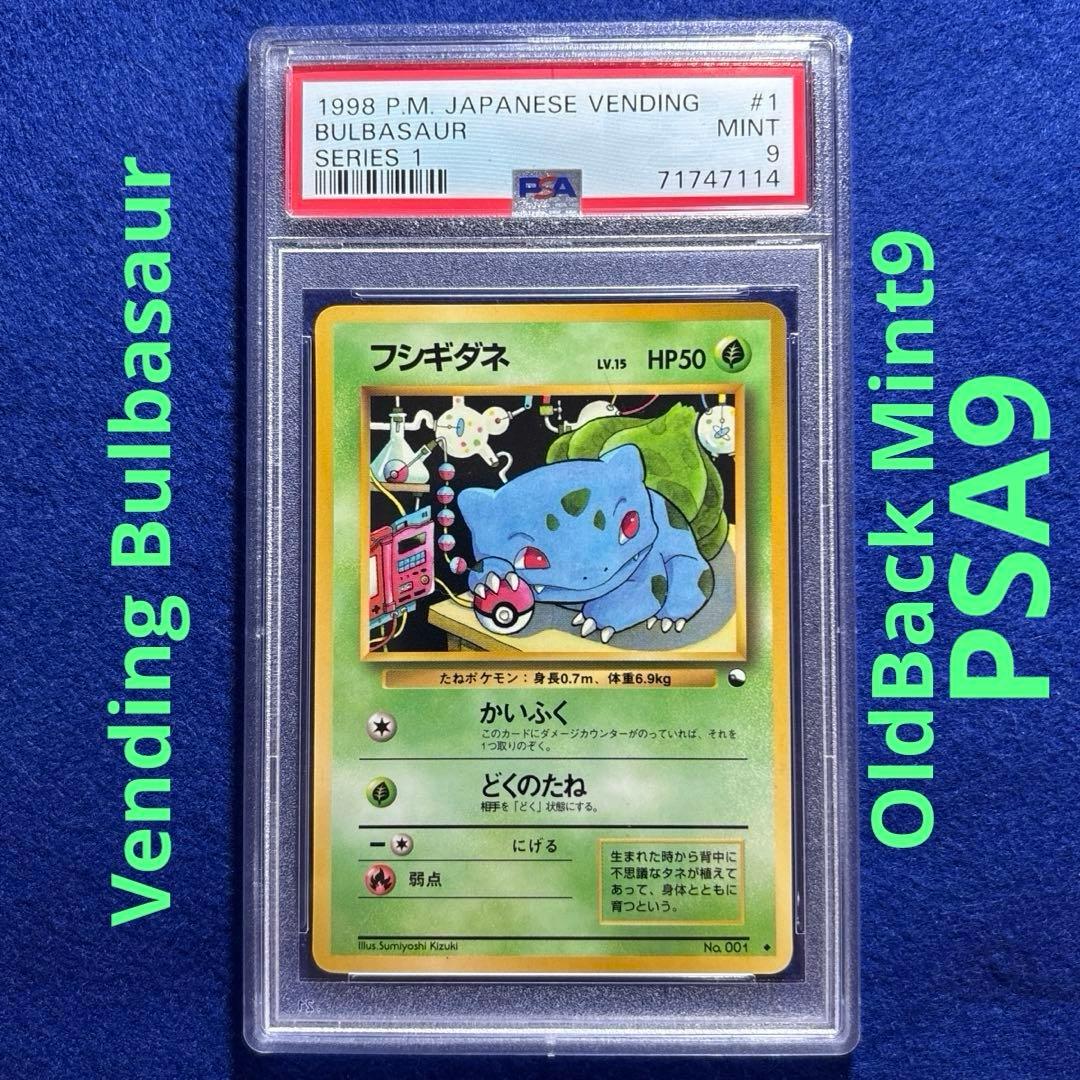 1998 P.M. JAPANESE VENDING #1
BULBASAUR MINT
SERIES 1 9
PSA 71747114
Vending Bulbasaur
OldBack Mint9
PSA9
フシギダネ LV.15 HP50
たねポケモン：身長0.7m、体重6.9kg
かいふく
このカードにダメージカウンターがのっていれば、それを
1つ取りのぞく。
どくのたね
相手を「どく」状態にする。
にげる
弱点
生まれた時から背中に
不思議なタネが植えて
あって、身体とともに
育つという。
Illus.Sumiyoshi Kizuki No. 001